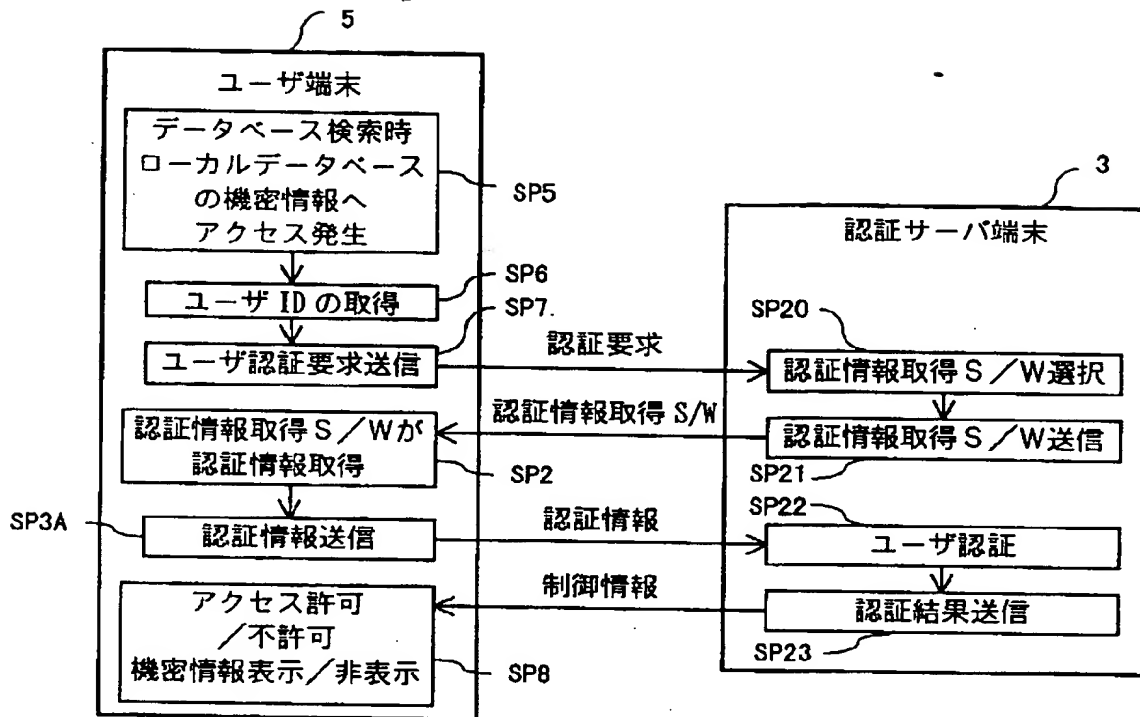 5
ユーザ端末
データベース検索時
ローカルデータベース
の機密情報へ
アクセス発生
SP5
ユーザIDの取得
SP6
ユーザ認証要求送信
SP7.
認証要求
3
認証サーバ端末
SP20
認証情報取得S/W選択
認証情報取得S/W
認証情報取得S/W送信
SP21
認証情報取得S/Wが
認証情報取得
SP2
SP3A
認証情報送信
認証情報
SP22
ユーザ認証
制御情報
認証結果送信
SP23
アクセス許可
/不許可
機密情報表示/非表示
SP8